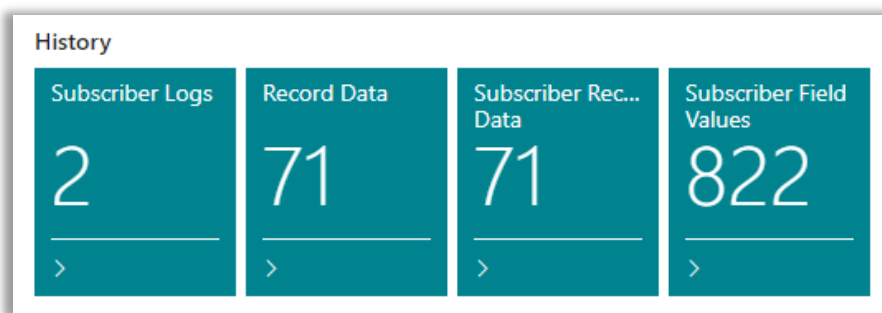 History
Subscriber Logs
2
Record Data
71
Subscriber Rec...
Data
71
Subscriber Field
Values
822